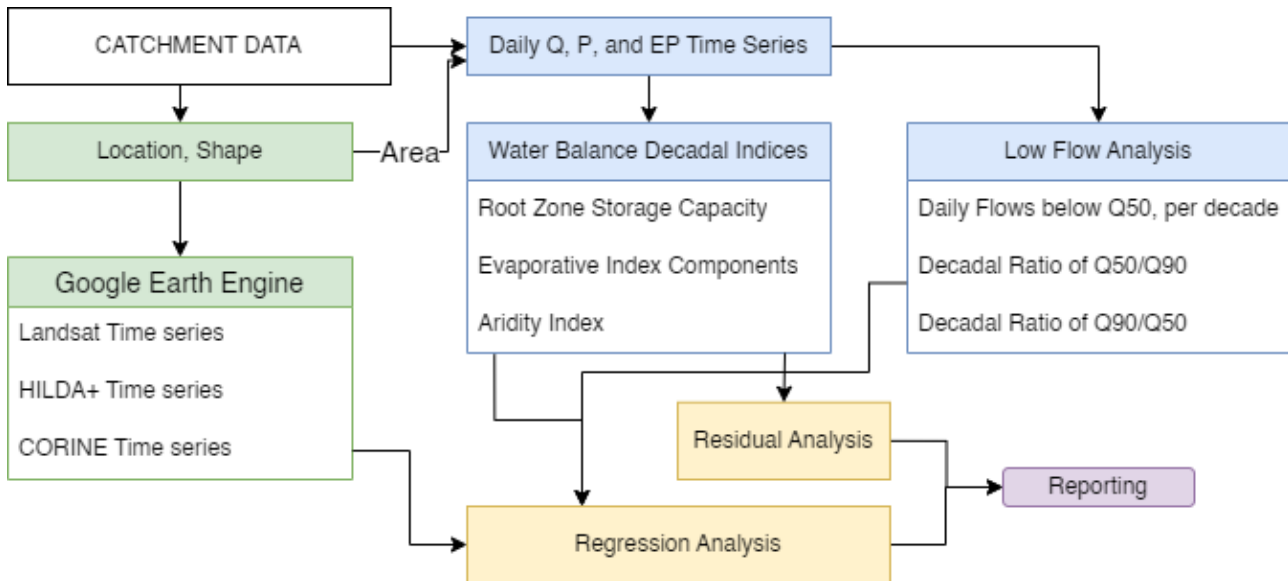 CATCHMENT DATA
Daily Q, P, and EP Time Series
Location, Shape
Area
Water Balance Decadal Indices
Root Zone Storage Capacity
Evaporative Index Components
Aridity Index
Low Flow Analysis
Daily Flows below Q50, per decade
Decadal Ratio of Q50/Q90
Decadal Ratio of Q90/Q50
Google Earth Engine
Landsat Time series
HILDA+ Time series
CORINE Time series
Residual Analysis
Reporting
Regression Analysis